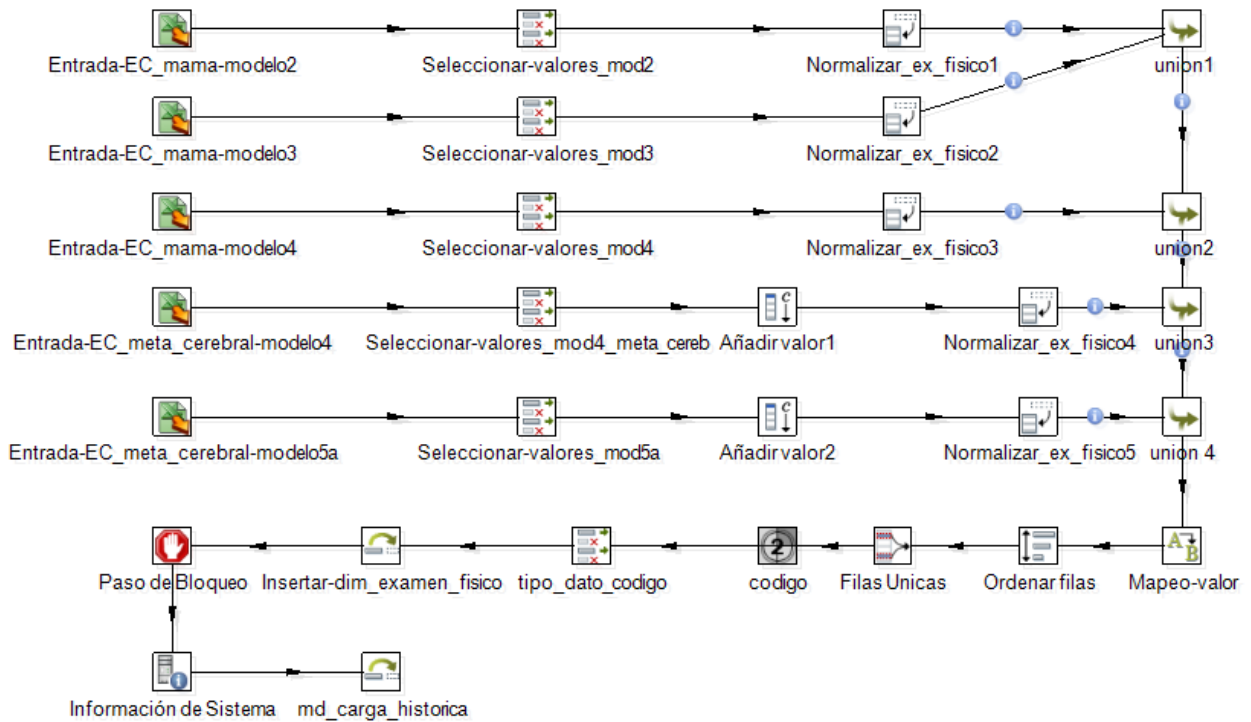 Entrada-EC_mama-modelo2 Seleccionar-valores_mod2 Normalizar_ex_fisico1 union1
Entrada-EC_mama-modelo3 Seleccionar-valores_mod3 Normalizar_ex_fisico2
Entrada-EC_mama-modelo4 Seleccionar-valores_mod4 Normalizar_ex_fisico3 union2
Entrada-EC_meta_cerebral-modelo4 Seleccionar-valores_mod4_meta_cereb Añadir valor1 Normalizar_ex_fisico4 union3
Entrada-EC_meta_cerebral-modelo5a Seleccionar-valores_mod5a Añadir valor2 Normalizar_ex_fisico5 union 4
Paso de Bloqueo Insertar-dim_examen_fisico tipo_dato_codigo codigo Filas Unicas Ordenar filas Mapeo-valor
Información de Sistema md_carga_historica